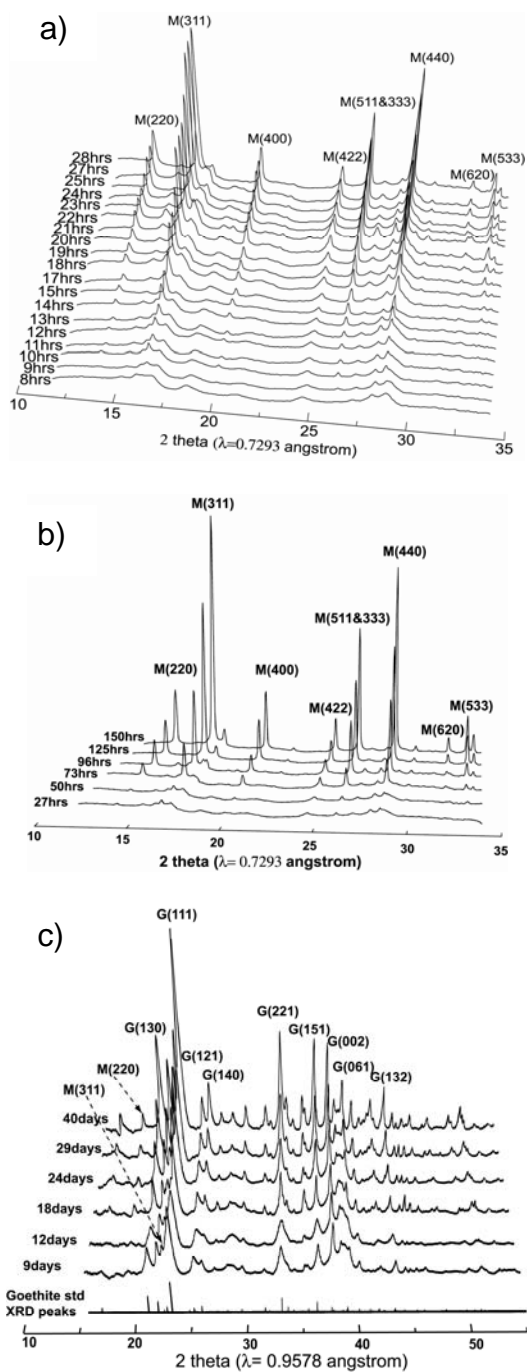 a)
M(311)
M(440)
M(511&333)
M(220)
M(400)
M(422)
M(533)
M(620)
28hrs
27hrs
25hrs
24hrs
23hrs
22hrs
21hrs
20hrs
19hrs
18hrs
17hrs
15hrs
14hrs
13hrs
12hrs
11hrs
10hrs
9hrs
8hrs
10 15 20 25 30 35
2 theta (λ=0.7293 angstrom)
b)
M(311)
M(440)
M(511&333)
M(220)
M(400)
M(422)
M(533)
M(620)
150hrs
125hrs
96hrs
73hrs
50hrs
27hrs
10 15 20 25 30 35
2 theta (λ= 0.7293 angstrom)
c)
G(111)
G(221)
G(130)
G(151)
G(121)
G(002)
M(220)
G(140)
G(061)
M(311)
G(132)
40days
29days
24days
18days
12days
9days
Goethite std
XRD peaks
10 20 30 40 50
2 theta (λ= 0.9578 angstrom)